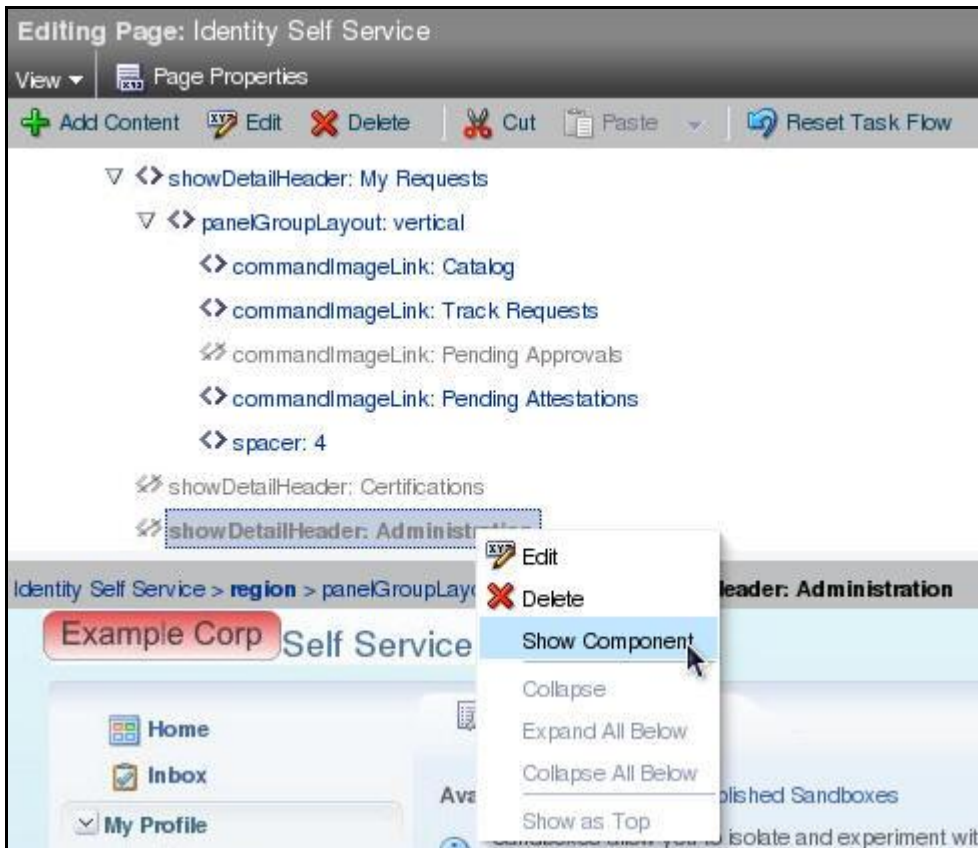 Editing Page: Identity Self Service
View Page Properties
Add Content Edit Delete Cut Paste Reset Task Flow
showDetailHeader: My Requests
panelGroupLayout: vertical
commandImageLink: Catalog
commandImageLink: Track Requests
commandImageLink: Pending Approvals
commandImageLink: Pending Attestations
spacer: 4
showDetailHeader: Certifications
showDetailHeader: Administration
Edit
Identity Self Service > region > panelGroupLayo eader: Administration
Delete
Example Corp Self Service
Show Component
Collapse
Home
Expand All Below
Inbox
Collapse All Below
Ava blished Sandboxes
My Profile
Show as Top
isolate and experiment wit